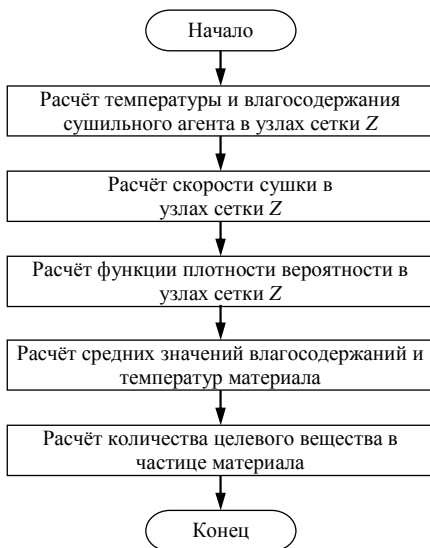 Начало
Расчёт температуры и влагосодержания
сушильного агента в узлах сетки Z
Расчёт скорости сушки в
узлах сетки Z
Расчёт функции плотности вероятности в
узлах сетки Z
Расчёт средних значений влагосодержаний и
температур материала
Расчёт количества целевого вещества в
частице материала
Конец